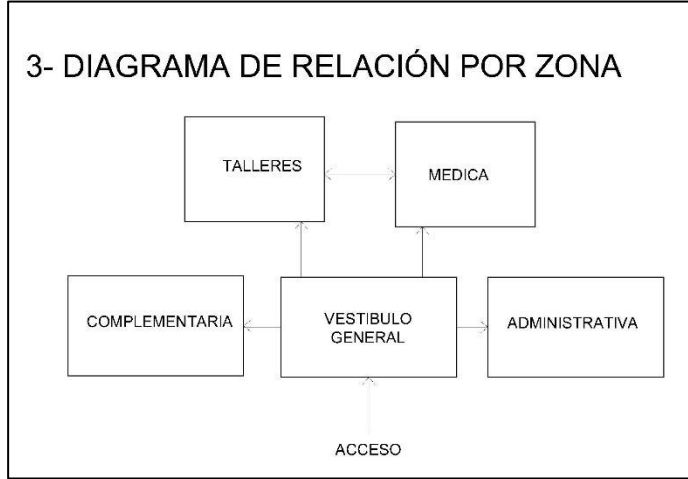 3- DIAGRAMA DE RELACIÓN POR ZONA
TALLERES
MEDICA
COMPLEMENTARIA
VESTIBULO
GENERAL
ADMINISTRATIVA
ACCESO